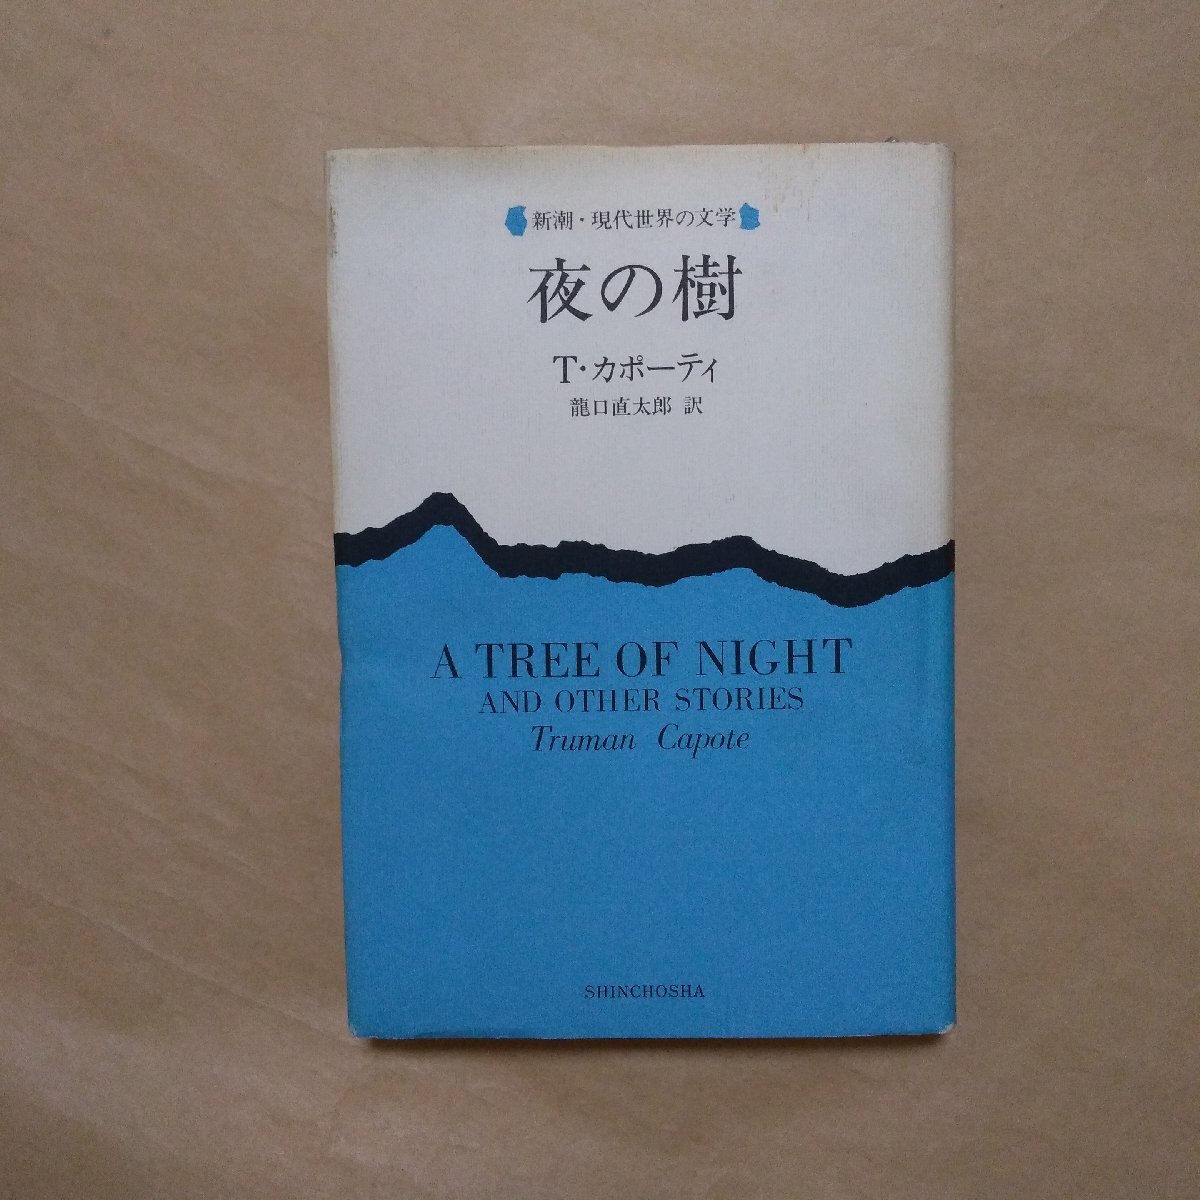 新潮・現代世界の文学
夜の樹
T・カポーティ
龍口直太郎 訳
A TREE OF NIGHT
AND OTHER STORIES
Truman Capote
SHINCHOSHA